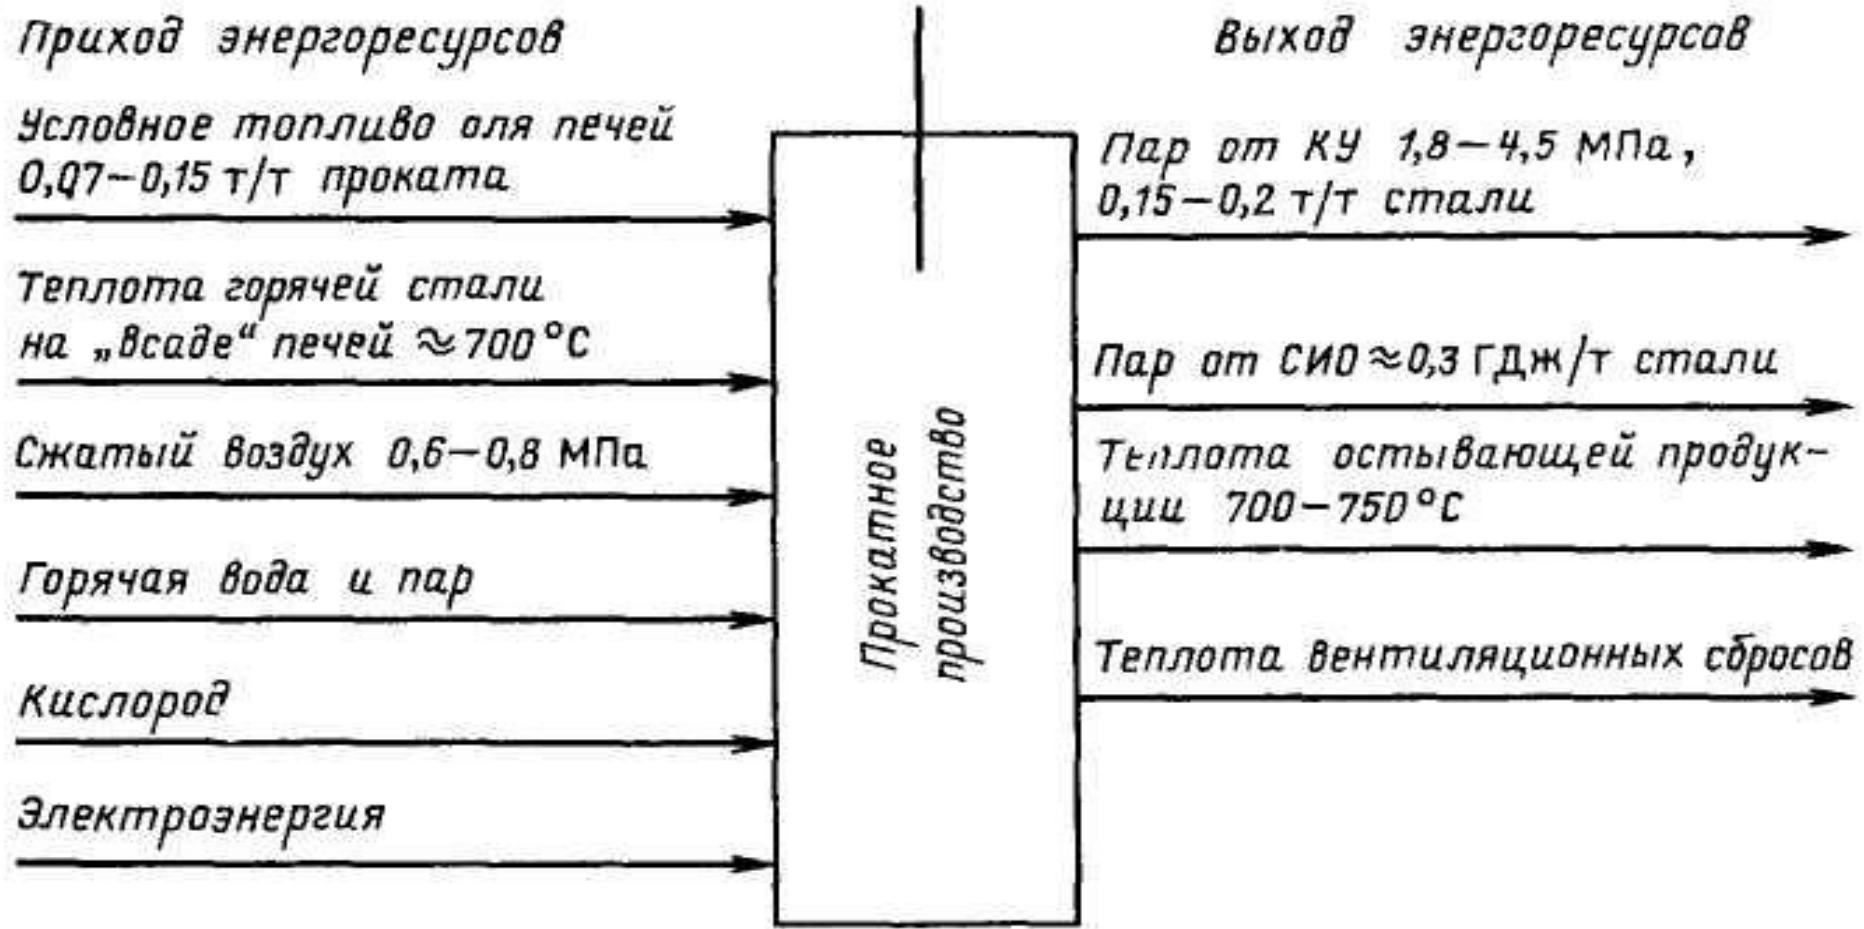 Приход энергоресурсов
Условное топливо оля печей
0,07–0,15 т/т проката
Теплота горячей стали
на „всаде“ печей ≈700°С
Сжатый воздух 0,6–0,8 МПа
Горячая вода и пар
Кислород
Электроэнергия
Прокатное
производство
Выход энергоресурсов
Пар от КУ 1,8–4,5 МПа,
0,15–0,2 т/т стали
Пар от СИО ≈0,3 ГДж/т стали
Теплота остывающей продук-
ции 700–750°С
Теплота вентиляционных сбросов